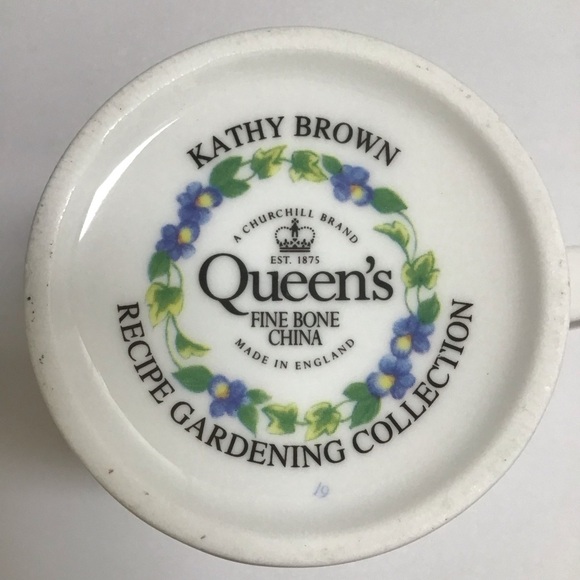 KATHY BROWN
A CHURCHILL BRAND
EST. 1875
Queen's
FINE BONE
CHINA
MADE IN ENGLAND
RECIPE GARDENING COLLECTION
19